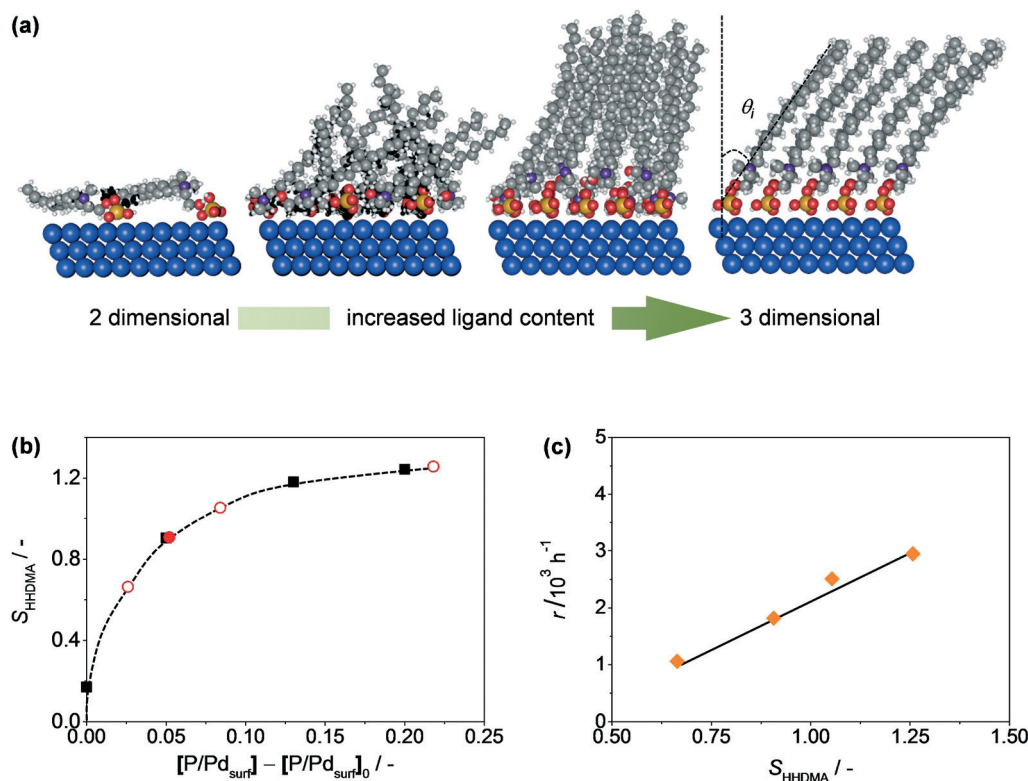 (a)
θi
2 dimensional increased ligand content 3 dimensional
(b)
S_HHDMA / -
1.2
0.8
0.4
0.0
0.00 0.05 0.10 0.15 0.20 0.25
[P/Pd_surf] – [P/Pd_surf]_0 / -
(c)
r /10^3 h^-1
5
4
3
2
1
0
0.50 0.75 1.00 1.25 1.50
S_HHDMA / -